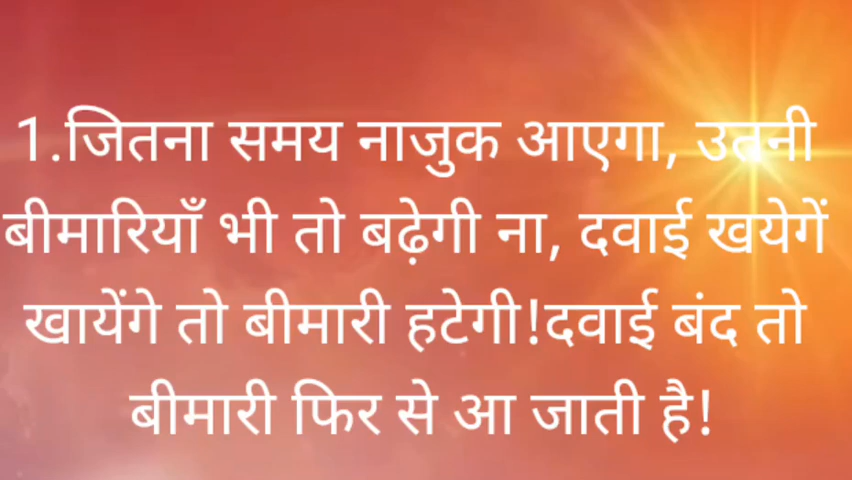 1.जितना समय नाजुक आएगा, उतनी
बीमारियाँ भी तो बढ़ेगी ना, दवाई खयेगें
खायेंगे तो बीमारी हटेगी!दवाई बंद तो
बीमारी फिर से आ जाती है!